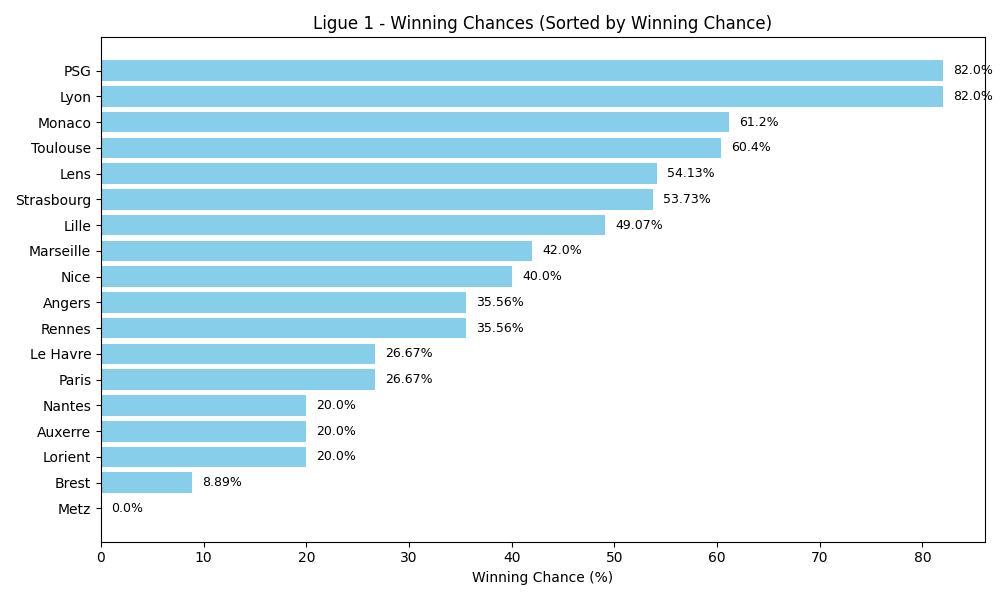 Ligue 1 - Winning Chances (Sorted by Winning Chance)
PSG 82.0%
Lyon 82.0%
Monaco 61.2%
Toulouse 60.4%
Lens 54.13%
Strasbourg 53.73%
Lille 49.07%
Marseille 42.0%
Nice 40.0%
Angers 35.56%
Rennes 35.56%
Le Havre 26.67%
Paris 26.67%
Nantes 20.0%
Auxerre 20.0%
Lorient 20.0%
Brest 8.89%
Metz 0.0%
0 10 20 30 40 50 60 70 80
Winning Chance (%)